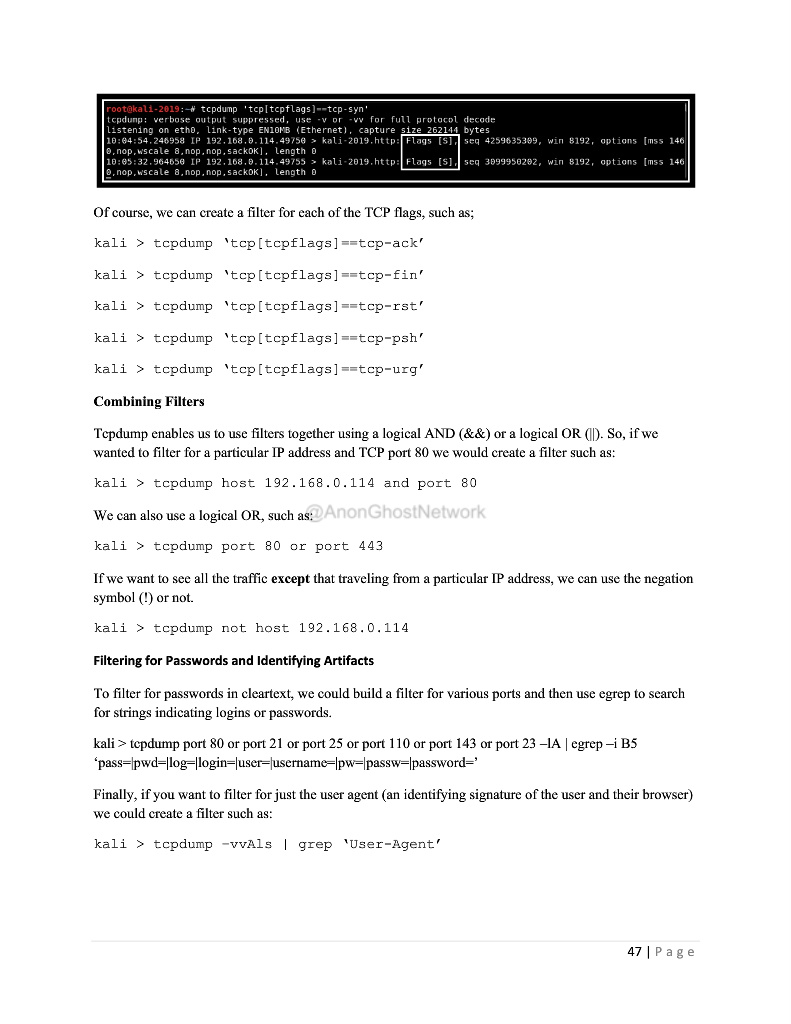 root@kali-2019:~# tcpdump 'tcp[tcpflags]==tcp-syn'
tcpdump: verbose output suppressed, use -v or -vv for full protocol decode
listening on eth0, link-type EN10MB (Ethernet), capture size 262144 bytes
10:04:54.246958 IP 192.168.0.114.49750 > kali-2019.http: Flags [S], seq 4259635309, win 8192, options [mss 146
0,nop,wscale 8,nop,nop,sackOK], length 0
10:05:32.964650 IP 192.168.0.114.49755 > kali-2019.http: Flags [S], seq 3099950202, win 8192, options [mss 146
0,nop,wscale 8,nop,nop,sackOK], length 0
Of course, we can create a filter for each of the TCP flags, such as;
kali > tcpdump ‘tcp[tcpflags]==tcp-ack’
kali > tcpdump ‘tcp[tcpflags]==tcp-fin’
kali > tcpdump ‘tcp[tcpflags]==tcp-rst’
kali > tcpdump ‘tcp[tcpflags]==tcp-psh’
kali > tcpdump ‘tcp[tcpflags]==tcp-urg’
Combining Filters
Tcpdump enables us to use filters together using a logical AND (&&) or a logical OR (||). So, if we
wanted to filter for a particular IP address and TCP port 80 we would create a filter such as:
kali > tcpdump host 192.168.0.114 and port 80
We can also use a logical OR, such as:
@AnonGhostNetwork
kali > tcpdump port 80 or port 443
If we want to see all the traffic except that traveling from a particular IP address, we can use the negation
symbol (!) or not.
kali > tcpdump not host 192.168.0.114
Filtering for Passwords and Identifying Artifacts
To filter for passwords in cleartext, we could build a filter for various ports and then use egrep to search
for strings indicating logins or passwords.
kali > tcpdump port 80 or port 21 or port 25 or port 110 or port 143 or port 23 –lA | egrep –i B5
‘pass=|pwd=|log=|login=|user=|username=|pw=|passw=|password=’
Finally, if you want to filter for just the user agent (an identifying signature of the user and their browser)
we could create a filter such as:
kali > tcpdump –vvAls | grep ‘User-Agent’
47 | Page